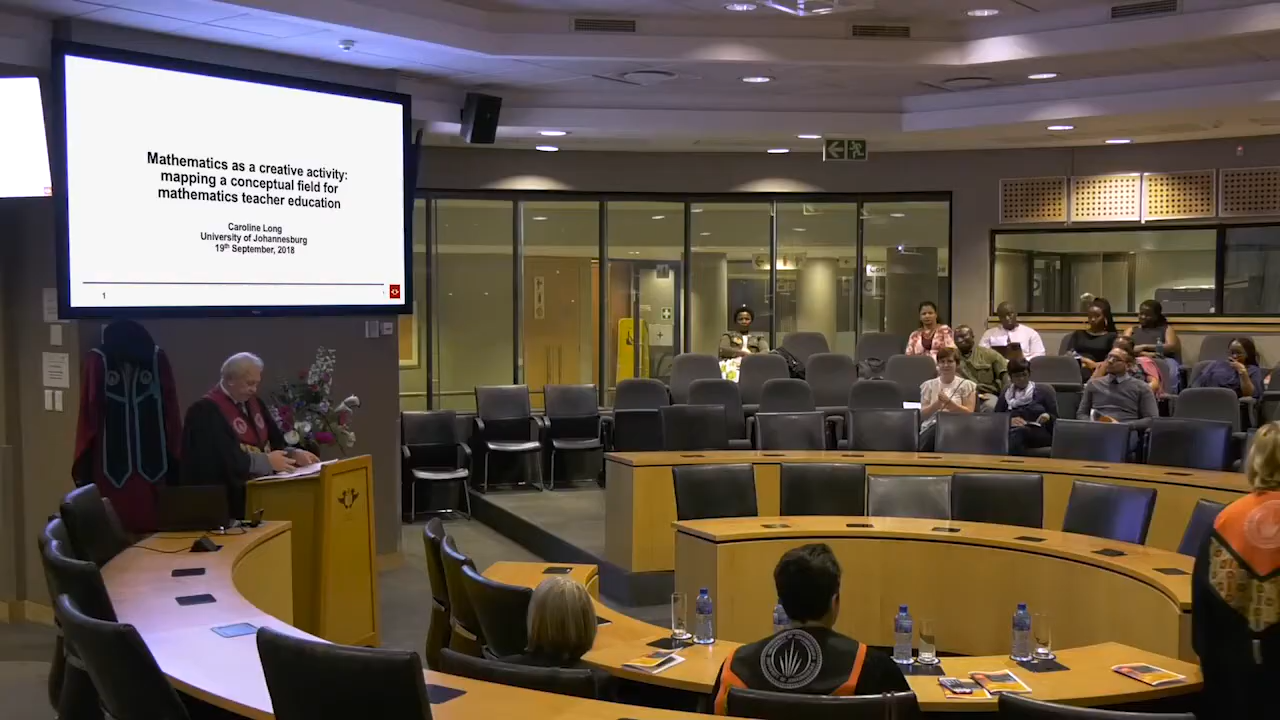 Mathematics as a creative activity:
mapping a conceptual field for
mathematics teacher education
Caroline Long
University of Johannesburg
19th September, 2018
1